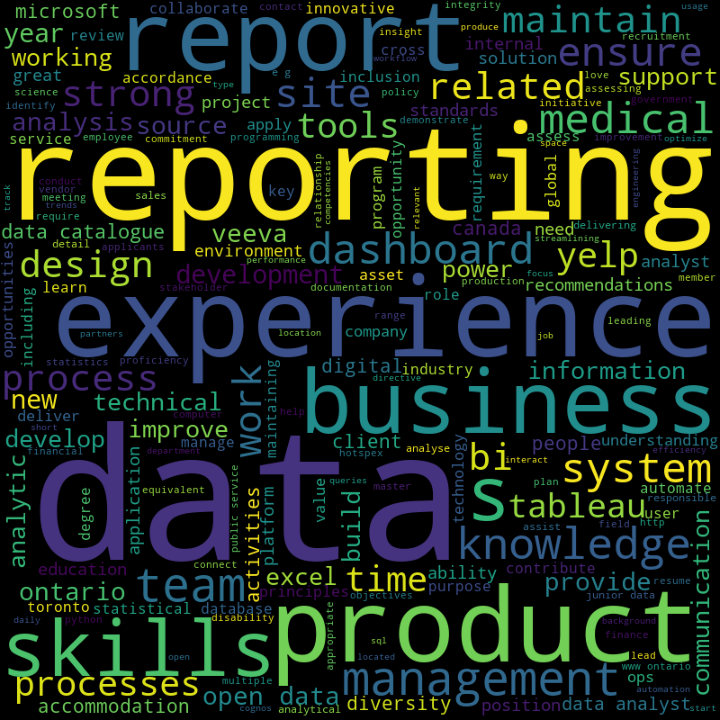 microsoft
collaborate
innovative
contact
integrity
produce
usage
year
review
report
insight
workflow
cross
internal
solution
recruitment
maintain
ensure
working
great
accordance
e g
inclusion
related
support
science
identify
type
strong
project
site
policy
love
assessing
initiative
government
medical
analysis
source
apply
tools
standards
demonstrate
assess
improvement
optimize
service
employee
commitment
programming
reporting
track
conduct
vendor
trends
meeting
require
sales
key
relationship
competencies
program
opportunity
relevant
requirement
way
space
global
engineering
data catalogue
veeva
canada
need
delivering
streamlining
detail
applicants
environment
performance
dashboard
yelp
analyst
design
development
asset
power
production
focus
recommendations
member
opportunities
including
learn
stakeholder
documentation
role
experience
partners
location
range
company
job
leading
statistics
proficiency
process
digital
industry
directive
information
new
technical
work
maintaining
business
deliver
short
financial
computer
help
develop
improve
manage
client
analyse
hotspex
people
understanding
department
data
bi
interact
system
efficiency
analytic
degree
application
equivalent
public service
platform
value
build
queries
master
technology
s
plan
automate
responsible
tableau
user
field
http
assist
knowledge
communication
connect
activities
education
team
excel
time
ability
contribute
provide
ontario
principles
purpose
objectives
junior data
resume
toronto
statistical
database
disability
appropriate
daily
python
sql
product
background
finance
skills
open
located
lead
www ontario
processes
multiple
management
ops
automation
accommodation
open data
cognos
analytical
diversity
position
data analyst
start